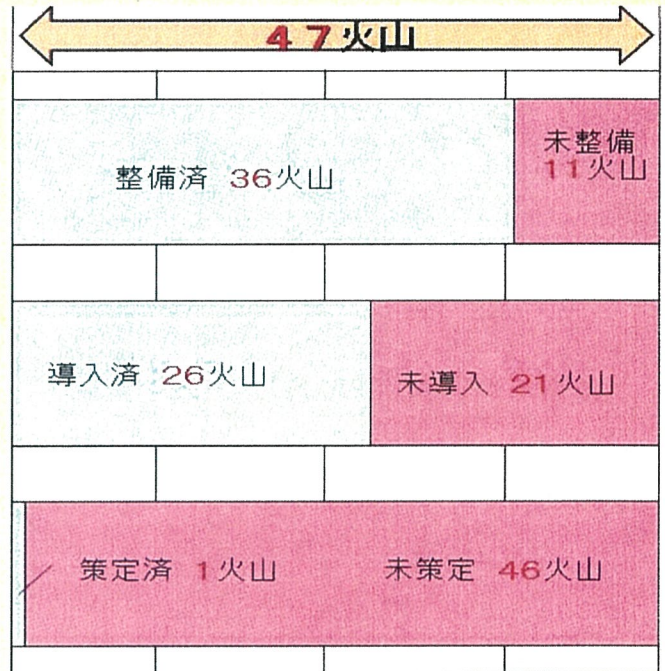 ４７火山
整備済 36火山
未整備
11火山
導入済 26火山
未導入 21火山
策定済 1火山
未策定 46火山